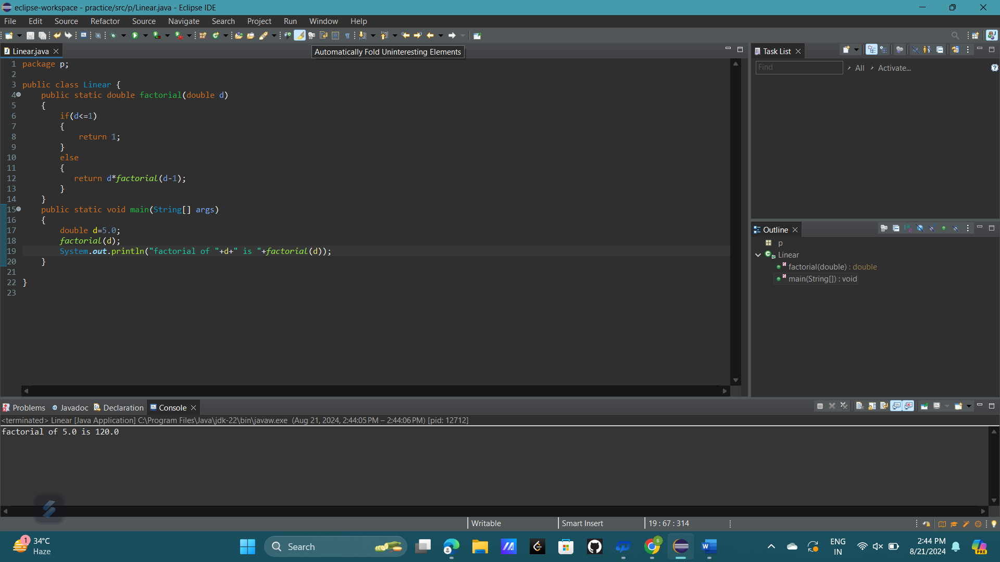 eclipse-workspace - practice/src/p/Linear.java - Eclipse IDE
File Edit Source Refactor Source Navigate Search Project Run Window Help
Linear.java
Automatically Fold Uninteresting Elements
1 package p;
2
3 public class Linear {
4 public static double factorial(double d)
5 {
6 if(d<=1)
7 {
8 return 1;
9 }
10 else
11 {
12 return d*factorial(d-1);
13 }
14 }
15 public static void main(String[] args)
16 {
17 double d=5.0;
18 factorial(d);
19 System.out.println("factorial of "+d+" is "+factorial(d));
20 }
21
22 }
23
Task List
Find
All
Activate...
Outline
p
Linear
factorial(double) : double
main(String[]) : void
Problems Javadoc Declaration Console
<terminated> Linear [Java Application] C:\Program Files\Java\jdk-22\bin\javaw.exe (Aug 21, 2024, 2:44:05 PM – 2:44:06 PM) [pid: 12712]
factorial of 5.0 is 120.0
Writable
Smart Insert
19 : 67 : 314
1
34°C
Haze
Search
ENG
IN
2:44 PM
8/21/2024
PRE